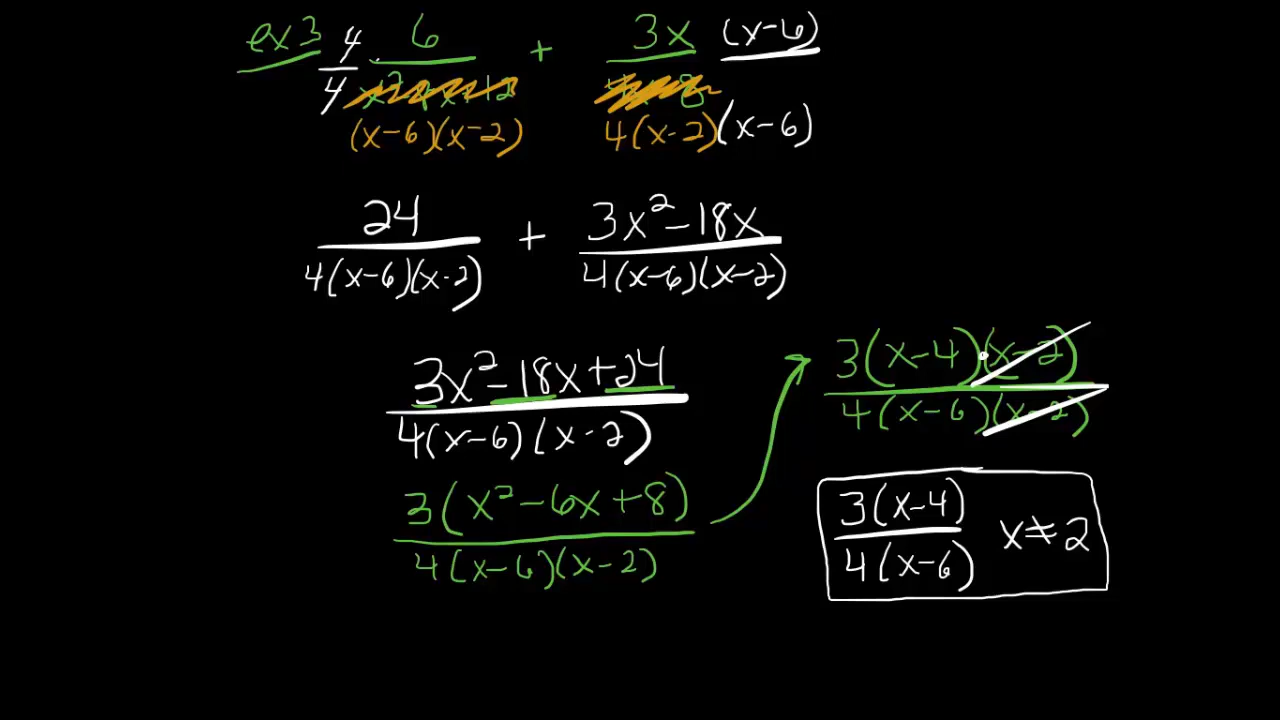 ex3 4/4 6 + 3x (x-6)
(x-6)(x-2) 4(x-2)(x-6)
24 + 3x²-18x
4(x-6)(x-2) 4(x-6)(x-2)
3x²-18x+24
4(x-6)(x-2)
3(x²-6x+8)
4(x-6)(x-2)
3(x-4)(x-2)
4(x-6)(x-2)
3(x-4)
4(x-6) x≠2